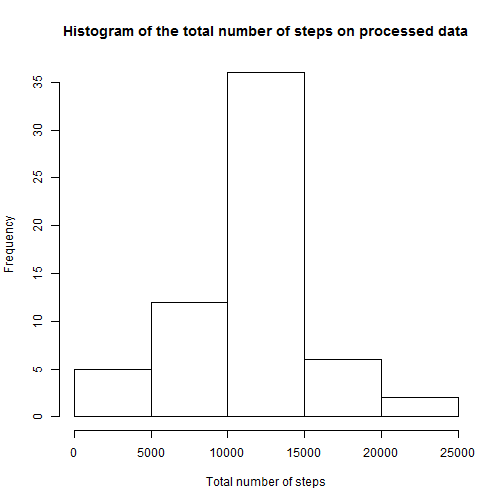 Histogram of the total number of steps on processed data
Frequency
35
30
25
20
15
10
5
0
0 5000 10000 15000 20000 25000
Total number of steps